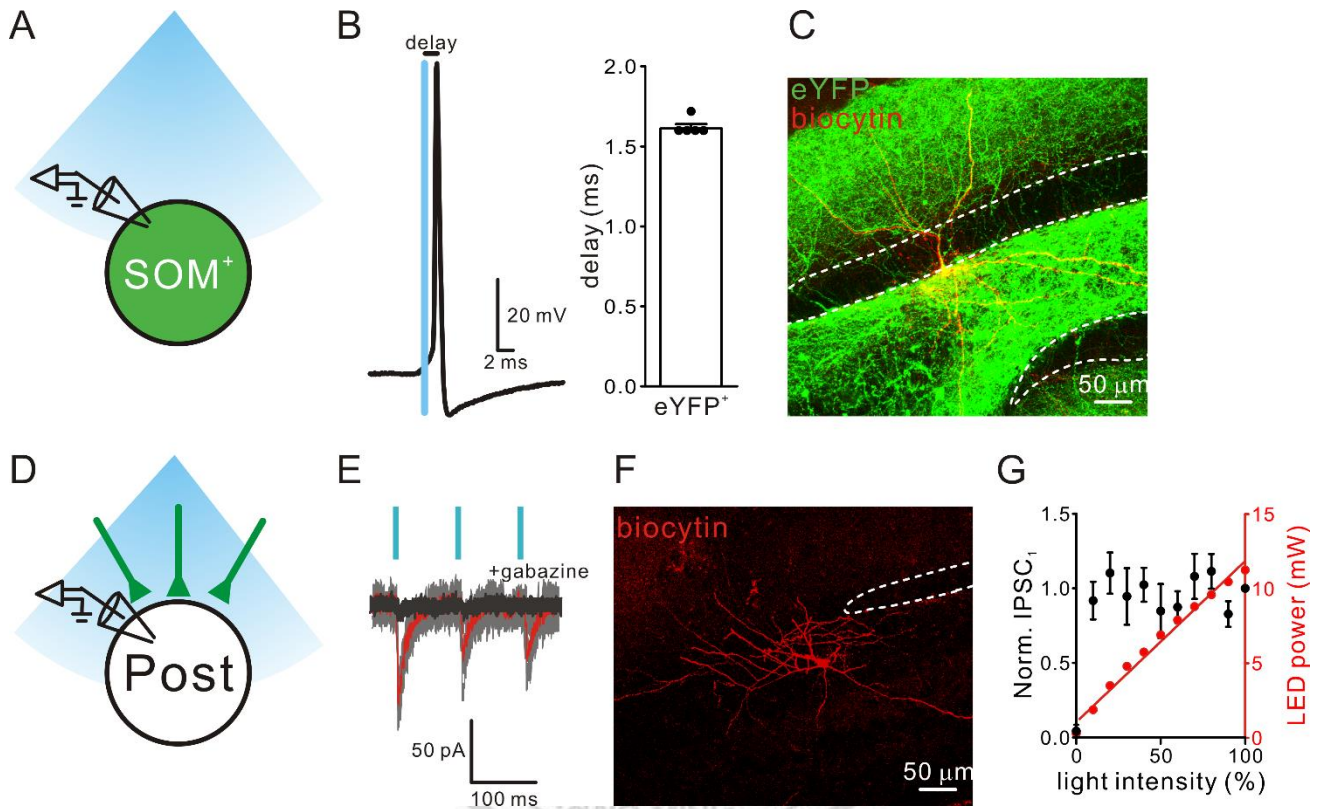 A
SOM⁺
B
delay
20 mV
2 ms
2.0
1.5
1.0
0.5
0.0
delay (ms)
eYFP⁺
C
eYFP
biocytin
50 μm
D
Post
E
+gabazine
50 pA
100 ms
F
biocytin
50 μm
G
1.5
1.0
0.5
0.0
Norm. IPSC₁
15
10
5
0
LED power (mW)
0 50 100
light intensity (%)